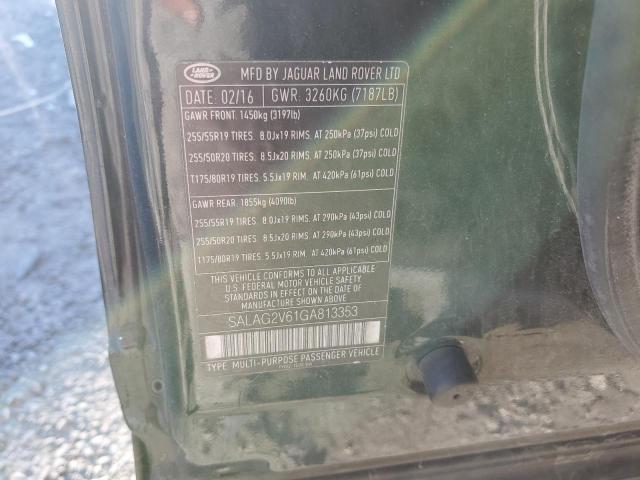 LAND-
ROVER
MFD BY JAGUAR LAND ROVER LTD
DATE: 02/16 GWR: 3260KG (7187LB)
GAWR FRONT: 1450kg (3197lb)
255/55R19 TIRES. 8.0Jx19 RIMS. AT 250kPa (37psi) COLD
255/50R20 TIRES. 8.5Jx20 RIMS. AT 250kPa (37psi) COLD
T175/80R19 TIRES. 5.5Jx19 RIMS. AT 420kPa (61psi) COLD
GAWR REAR: 1855kg (4090lb)
255/55R19 TIRES. 8.0Jx19 RIMS. AT 290kPa (43psi) COLD
255/50R20 TIRES. 8.5Jx20 RIMS. AT 290kPa (43psi) COLD
T175/80R19 TIRES. 5.5Jx19 RIM. AT 420kPa (61psi) COLD
THIS VEHICLE CONFORMS TO ALL APPLICABLE
U.S. FEDERAL MOTOR VEHICLE SAFETY
STANDARDS IN EFFECT ON THE DATE OF
MANUFACTURE SHOWN ABOVE
SALAG2V61GA813353
TYPE: MULTI-PURPOSE PASSENGER VEHICLE